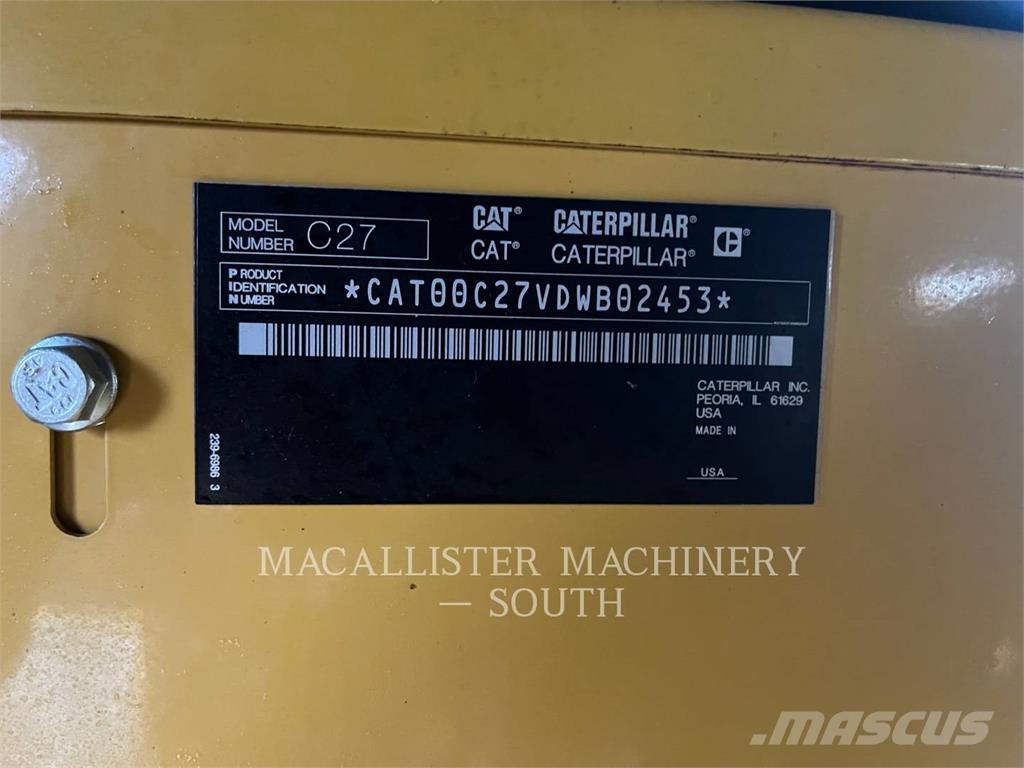 MODEL NUMBER C27
CAT® CATERPILLAR®
CAT® CATERPILLAR®
PRODUCT IDENTIFICATION NUMBER *CAT00C27VDWB02453*
CATERPILLAR INC.
PEORIA, IL 61629
USA
MADE IN
USA
239-6986 3
CAT
MACALLISTER MACHINERY
— SOUTH
MASCUS